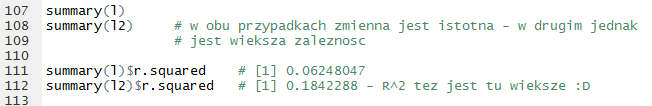 107 summary(l)
108 summary(l2) # w obu przypadkach zmienna jest istotna - w drugim jednak
109 # jest wieksza zaleznosc
110
111 summary(l)$r.squared # [1] 0.06248047
112 summary(l2)$r.squared # [1] 0.1842288 - R^2 tez jest tu wieksze :D
113